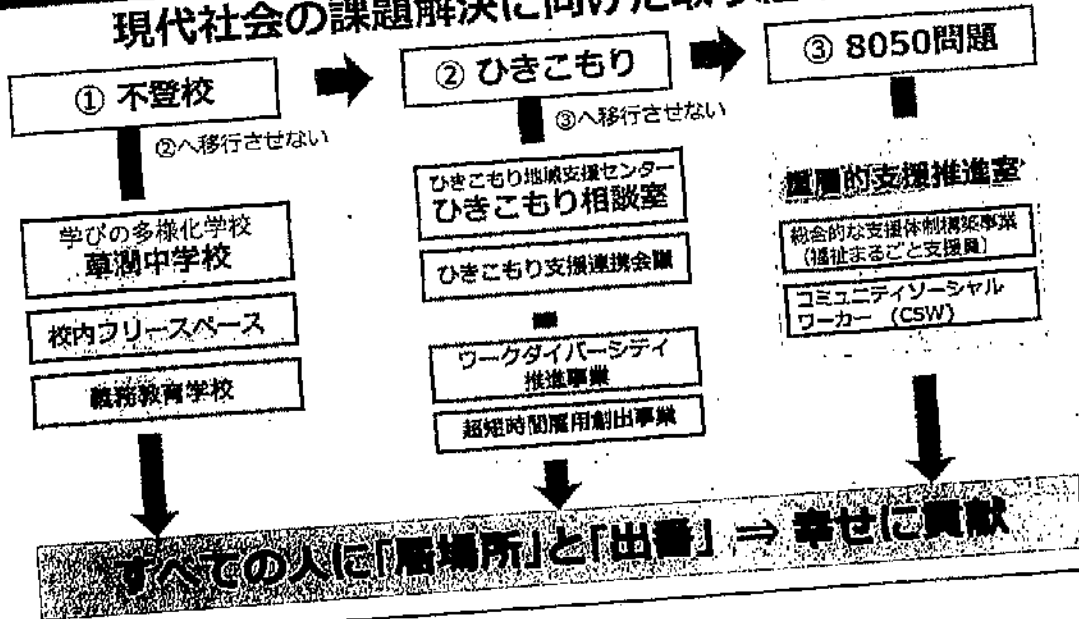 現代社会の課題解決に向けた取り組
① 不登校
②へ移行させない
学びの多様化学校
草潤中学校
校内フリースペース
義務教育学校
② ひきこもり
③へ移行させない
ひきこもり地域支援センター
ひきこもり相談室
ひきこもり支援連携会議
ワークダイバーシティ
推進事業
超短時間雇用創出事業
③ 8050問題
重層的支援推進室
総合的な支援体制構築事業
(福祉まるごと支援員)
コミュニティソーシャル
ワーカー (CSW)
すべての人に「居場所」と「出番」 ⇒ 幸せに貢献